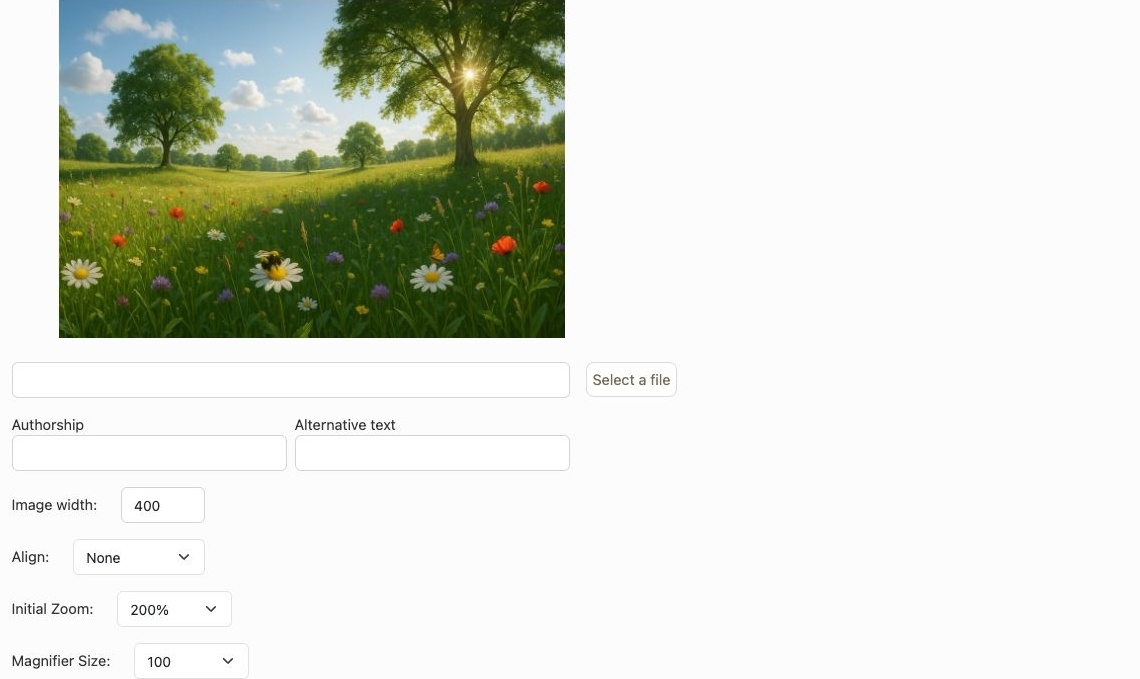 Select a file
Authorship Alternative text
Image width: 400
Align: None
Initial Zoom: 200%
Magnifier Size: 100